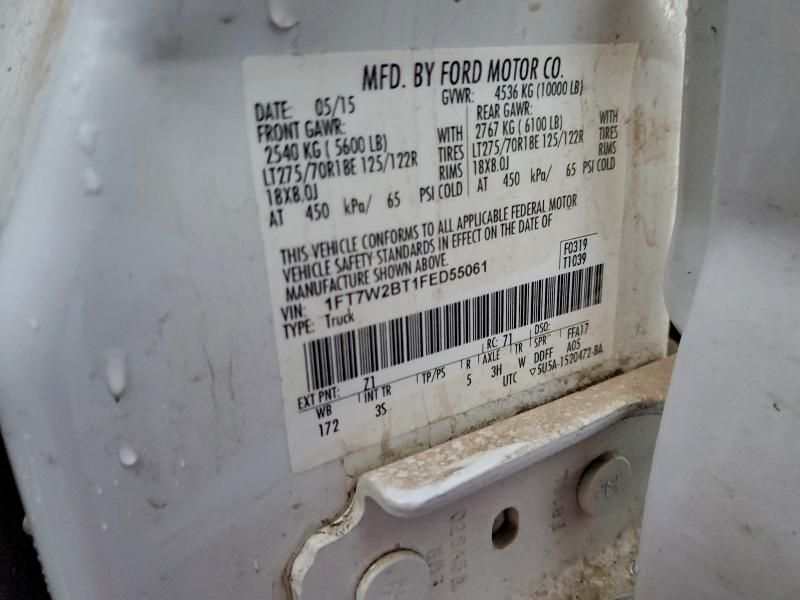 MFD. BY FORD MOTOR CO.
DATE: 05/15 GVWR: 4536 KG (10000 LB)
FRONT GAWR: REAR GAWR:
2540 KG ( 5600 LB) WITH 2767 KG ( 6100 LB) WITH
LT275/70R18E 125/122R TIRES LT275/70R18E 125/122R TIRES
18X8.0J RIMS 18X8.0J RIMS
AT 450 kPa/ 65 PSI COLD AT 450 kPa/ 65 PSI COLD
THIS VEHICLE CONFORMS TO ALL APPLICABLE FEDERAL MOTOR
VEHICLE SAFETY STANDARDS IN EFFECT ON THE DATE OF
MANUFACTURE SHOWN ABOVE.
F0319
VIN: 1FT7W2BT1FED55061
T1039
TYPE: Truck
EXT PNT: Z1 RC: 71 DSO:
WB INT TR TP/PS R AXLE TR SPR FFA17
172 3S 5 3H W DDFF A05
UTC ▽5U5A-1520472-BA